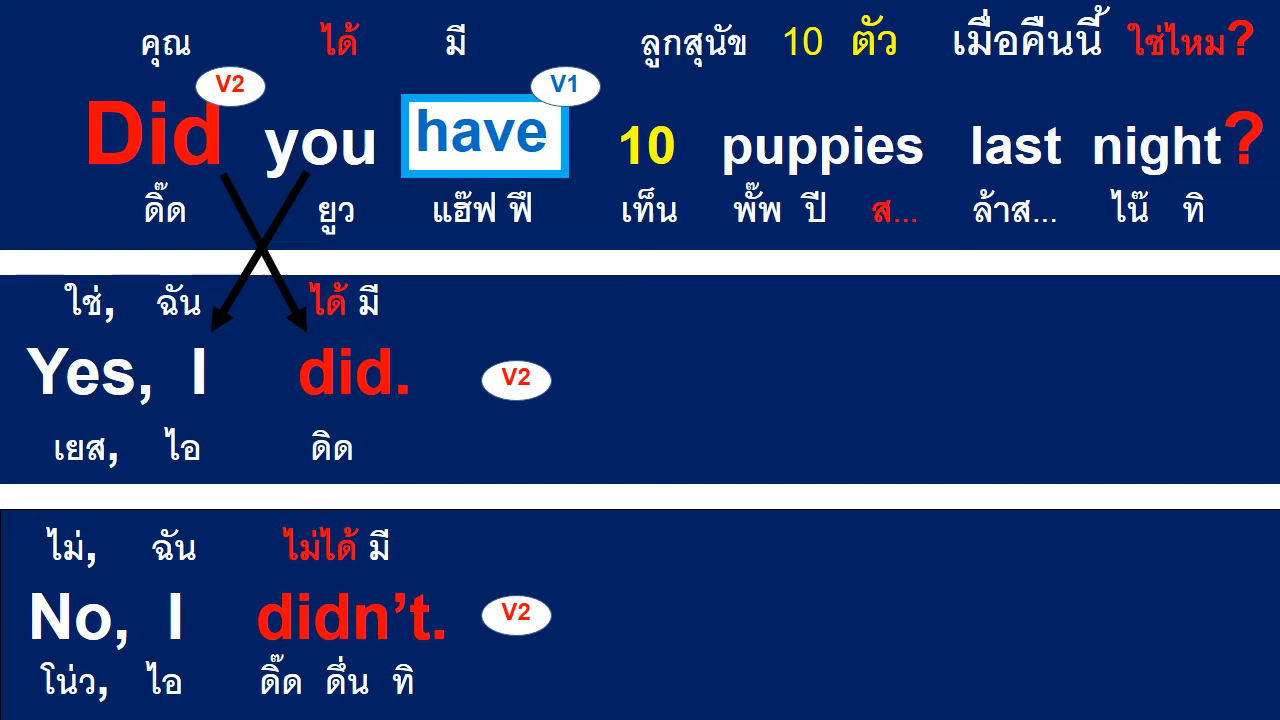 คุณ ได้ มี ลูกสุนัข 10 ตัว เมื่อคืนนี้ ใช่ไหม?
V2 V1
Did you have 10 puppies last night?
ดิ๊ด ยูว แฮ๊ฟ ฟึ เท็น พั๊พ ปี ส... ล้าส... ไน๊ ทิ
ใช่, ฉัน ได้ มี
Yes, I did. V2
เยส, ไอ ดิด
ไม่, ฉัน ไม่ได้ มี
No, I didn’t. V2
โน่ว, ไอ ดิ๊ด ดึ่น ทิ